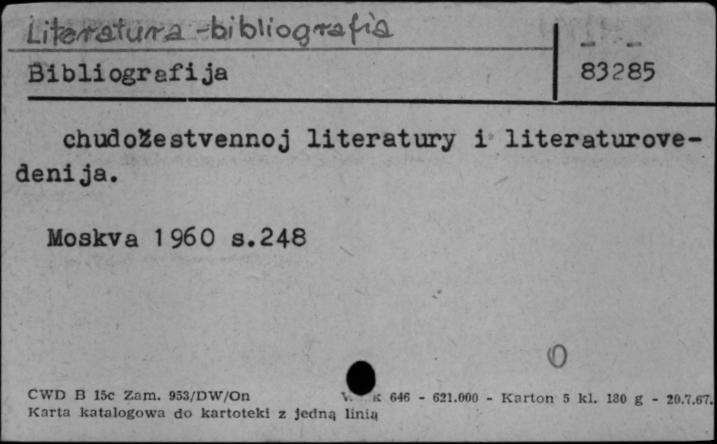 Literatura - bibliografia
Bibliografija 83285
chudožestvennoj literatury i literaturove-
denija.
Moskva 1960 s.248
0
CWD B 15c Zam. 953/DW/On 646 - 621.000 - Karton 5 kl. 180 g - 20.7.67.
Karta katalogowa do kartoteki z jedną linią